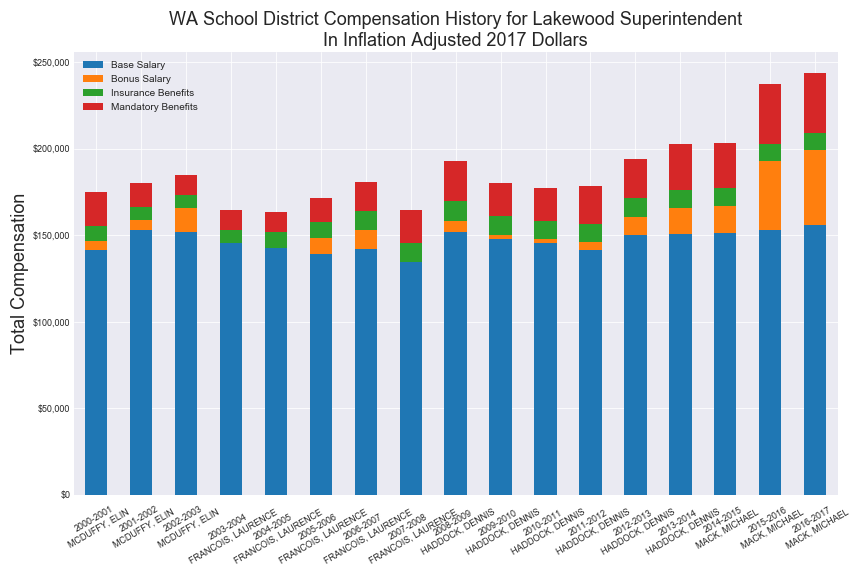 WA School District Compensation History for Lakewood Superintendent
In Inflation Adjusted 2017 Dollars
Base Salary
Bonus Salary
Insurance Benefits
Mandatory Benefits
Total Compensation
$250,000
$200,000
$150,000
$100,000
$50,000
$0
2000-2001
MCDUFFY , ELIN
2001-2002
MCDUFFY , ELIN
2002-2003
MCDUFFY , ELIN
2003-2004
FRANCOIS, LAURENCE
2004-2005
FRANCOIS, LAURENCE
2005-2006
FRANCOIS, LAURENCE
2006-2007
FRANCOIS, LAURENCE
2007-2008
FRANCOIS, LAURENCE
2008-2009
HADDOCK, DENNIS
2009-2010
HADDOCK, DENNIS
2010-2011
HADDOCK, DENNIS
2011-2012
HADDOCK, DENNIS
2012-2013
HADDOCK, DENNIS
2013-2014
HADDOCK, DENNIS
2014-2015
MACK, MICHAEL
2015-2016
MACK, MICHAEL
2016-2017
MACK, MICHAEL